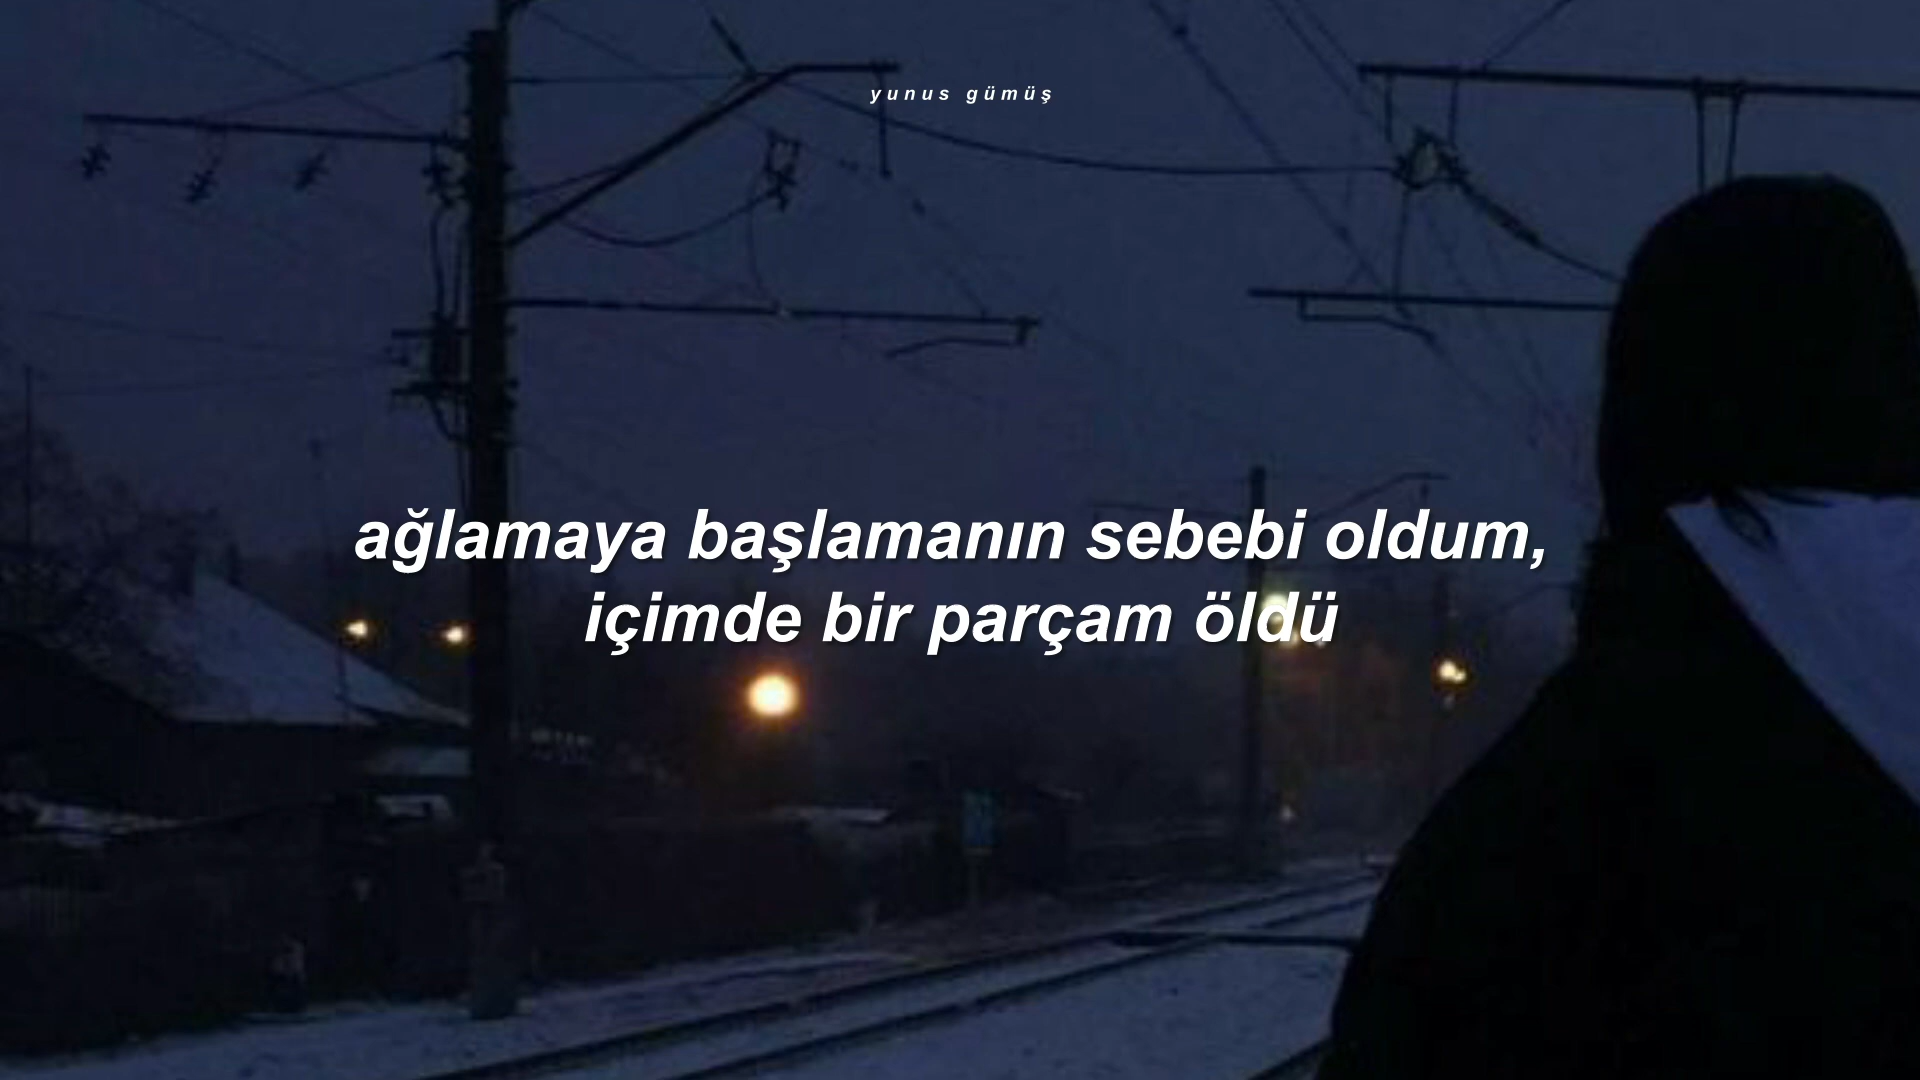 yunus gümüş
ağlamaya başlamanın sebebi oldum,
içimde bir parçam öldü